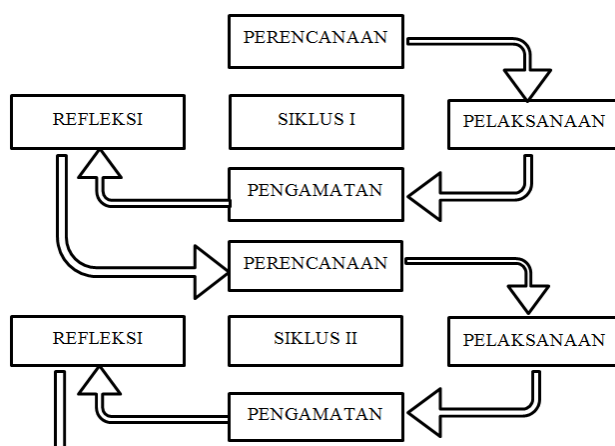 PERENCANAAN
REFLEKSI
SIKLUS I
PELAKSANAAN
PENGAMATAN
PERENCANAAN
REFLEKSI
SIKLUS II
PELAKSANAAN
PENGAMATAN